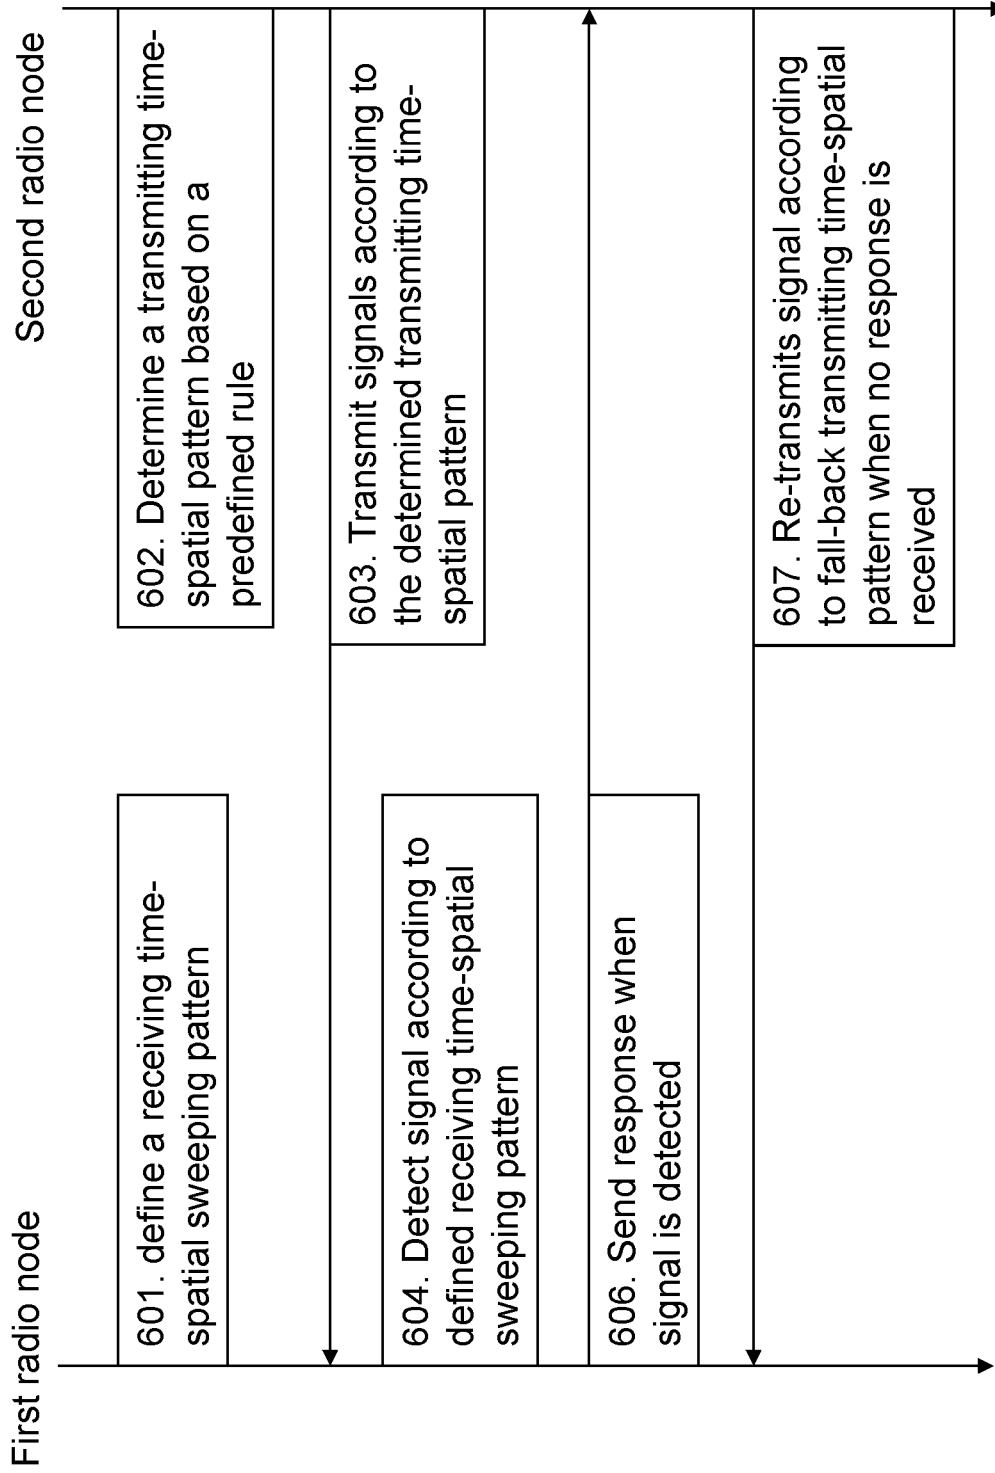 First radio node
Second radio node
601. define a receiving time-
spatial sweeping pattern
602. Determine a transmitting time-
spatial pattern based on a
predefined rule
603. Transmit signals according to
the determined transmitting time-
spatial pattern
604. Detect signal according to
defined receiving time-spatial
sweeping pattern
606. Send response when
signal is detected
607. Re-transmits signal according
to fall-back transmitting time-spatial
pattern when no response is
received